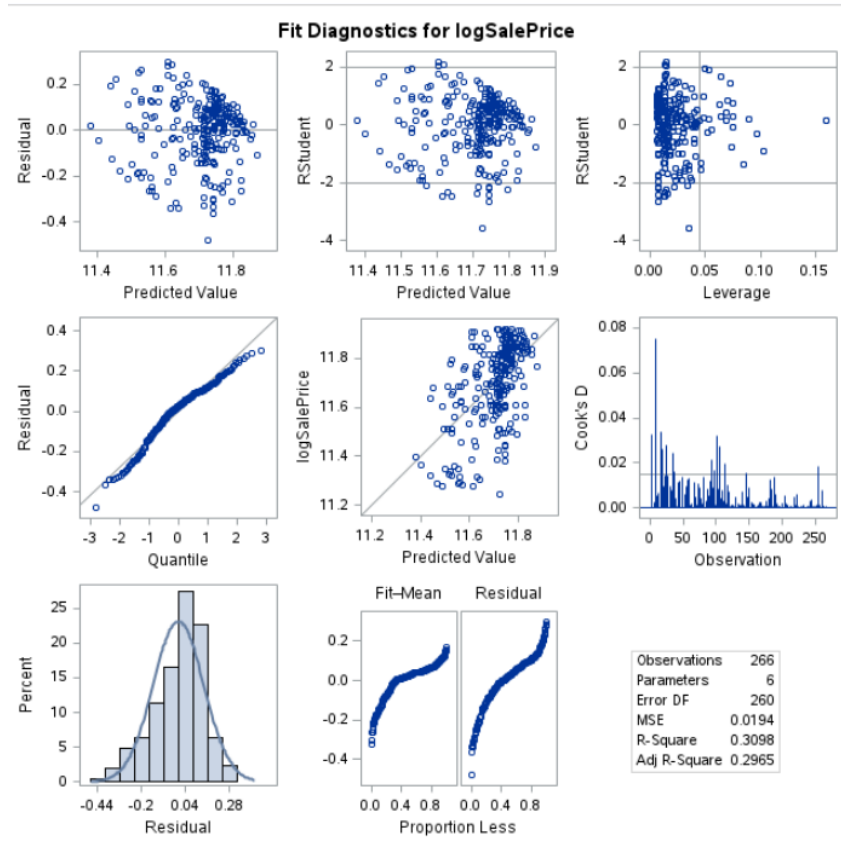 Fit Diagnostics for logSalePrice
0.2
0.0
-0.2
-0.4
Residual
11.4 11.6 11.8
Predicted Value
2
0
-2
-4
RStudent
11.4 11.5 11.6 11.7 11.8 11.9
Predicted Value
2
0
-2
-4
RStudent
0.00 0.05 0.10 0.15
Leverage
0.4
0.2
0.0
-0.2
-0.4
Residual
-3 -2 -1 0 1 2 3
Quantile
11.8
11.6
11.4
11.2
logSalePrice
11.2 11.4 11.6 11.8
Predicted Value
0.08
0.06
0.04
0.02
0.00
Cook's D
0 50 100 150 200 250
Observation
25
20
15
10
5
0
Percent
-0.44 -0.2 0.04 0.28
Residual
Fit–Mean Residual
0.2
0.0
-0.2
-0.4
0.0 0.4 0.8 0.0 0.4 0.8
Proportion Less
Observations 266
Parameters 6
Error DF 260
MSE 0.0194
R-Square 0.3098
Adj R-Square 0.2965